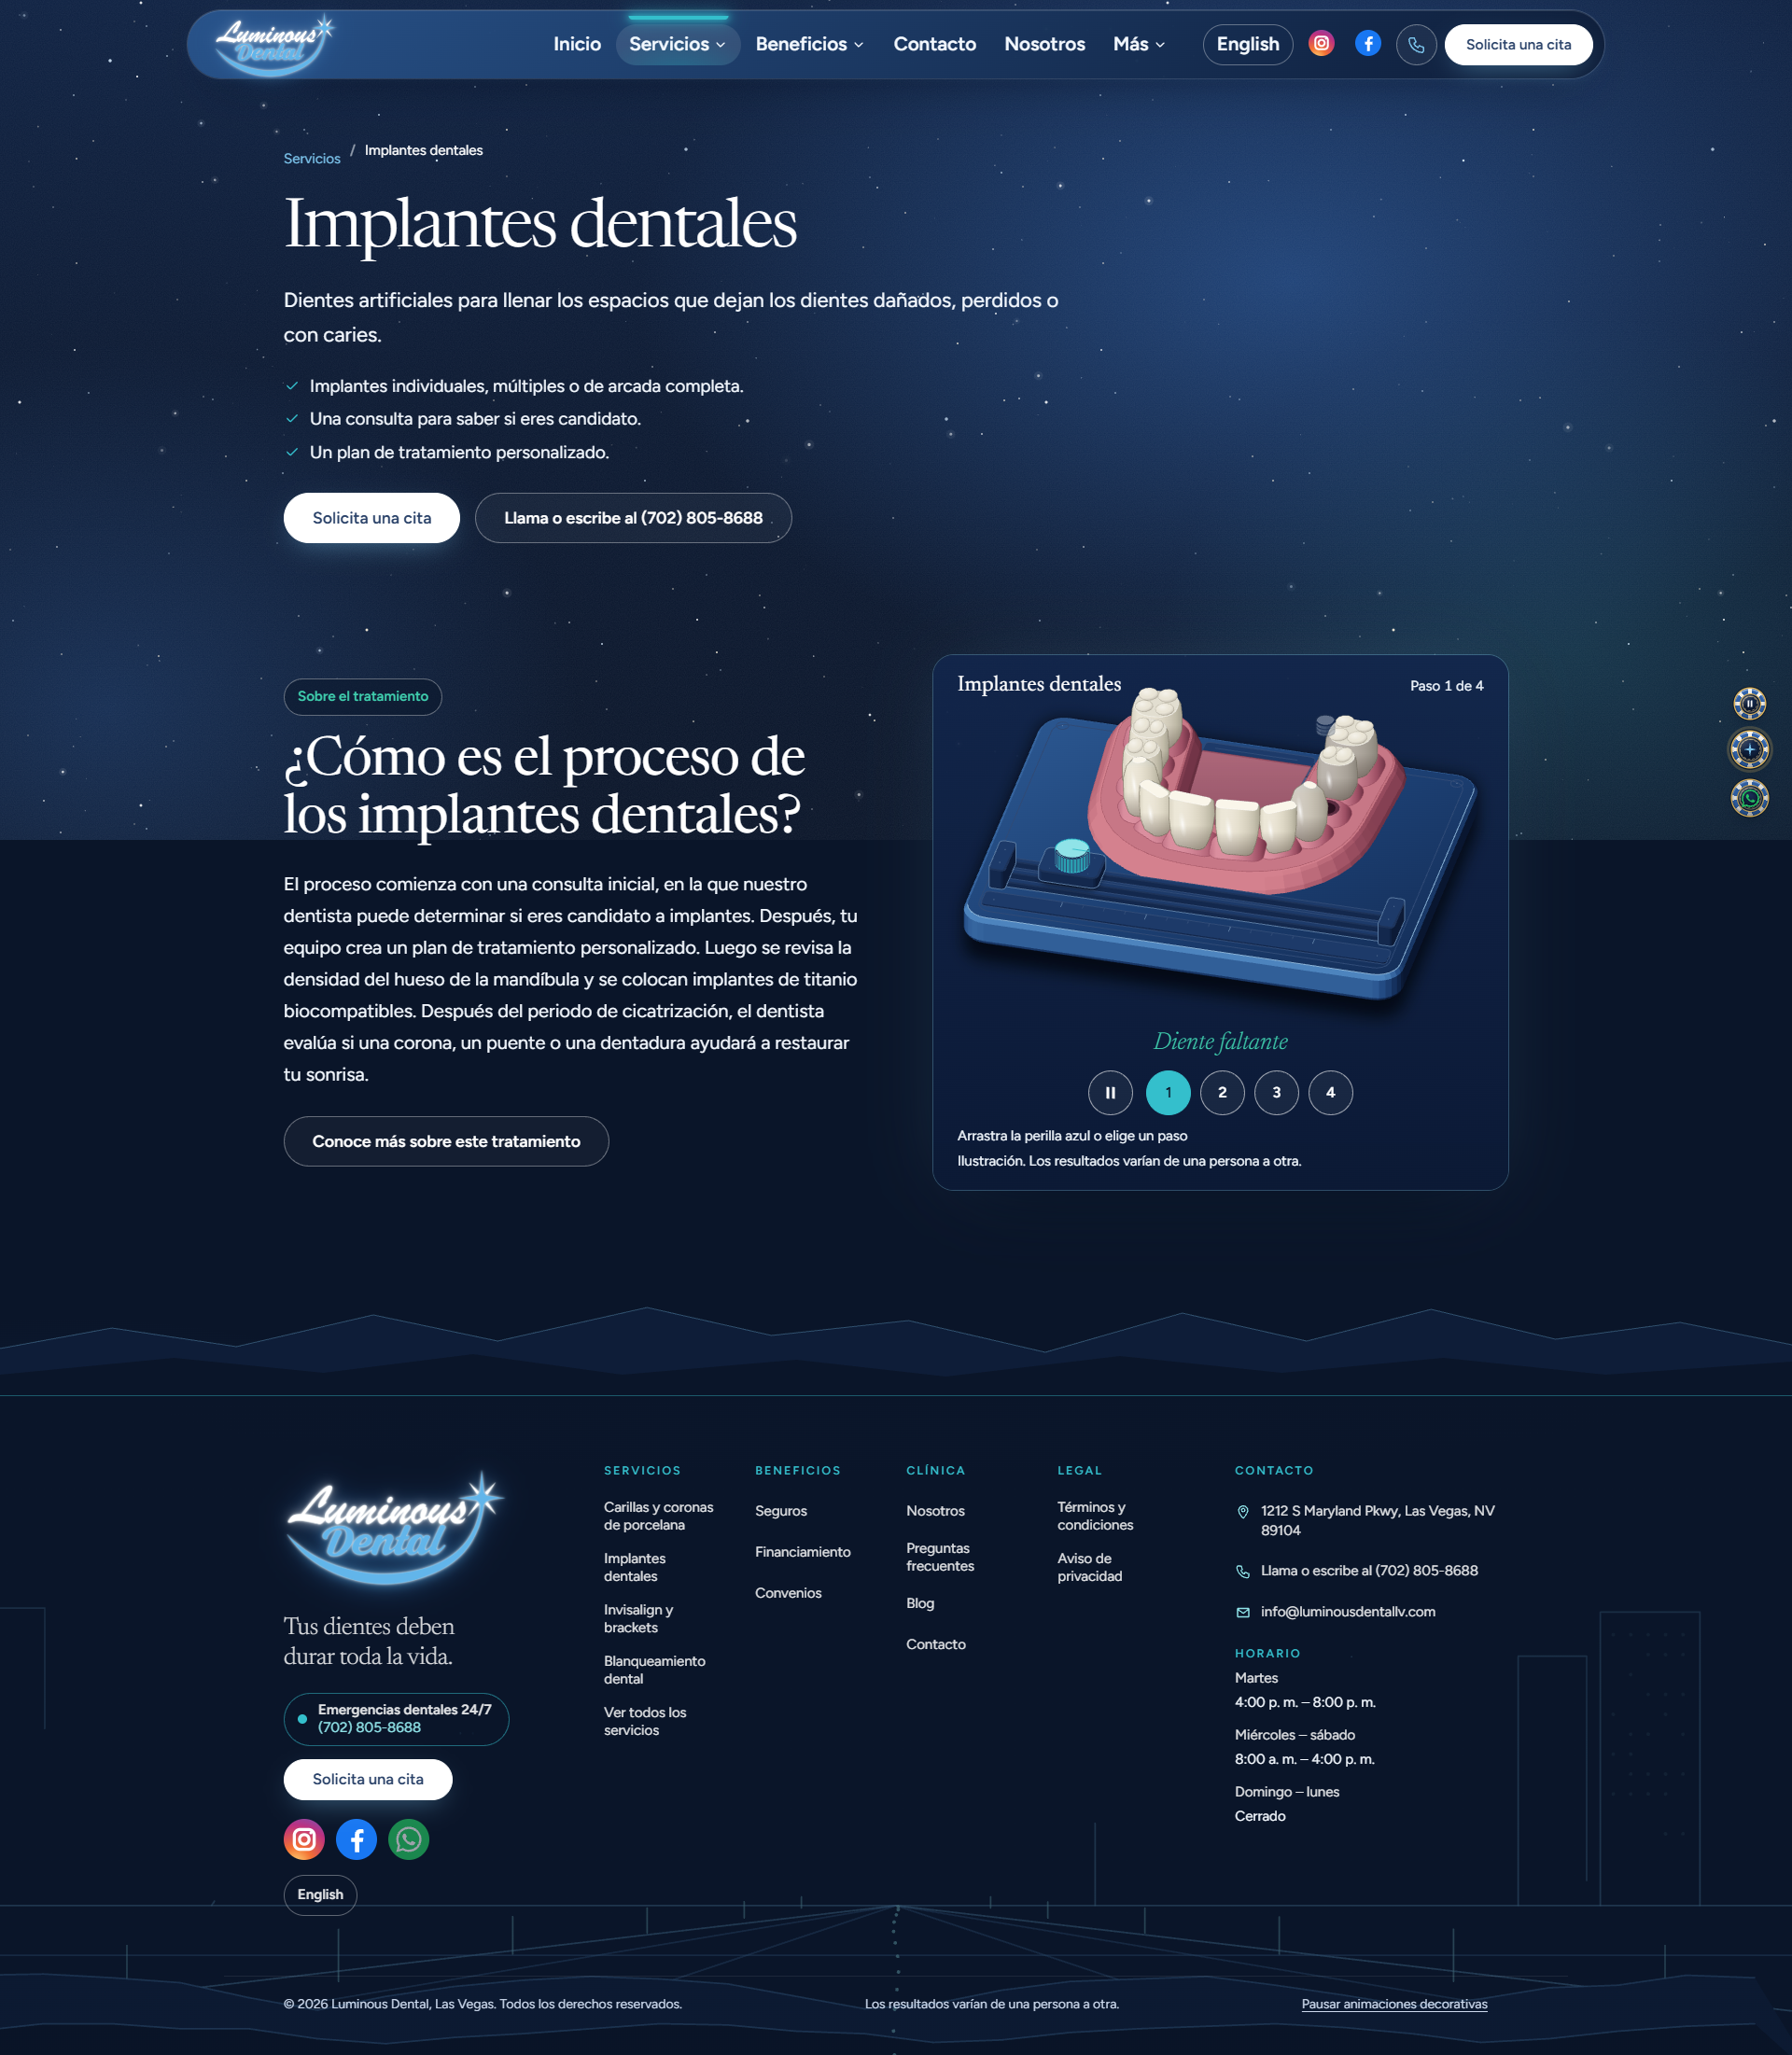 Luminous
Dental
Inicio
Servicios
Beneficios
Contacto
Nosotros
Más
English
Solicita una cita
Servicios / Implantes dentales
Implantes dentales
Dientes artificiales para llenar los espacios que dejan los dientes dañados, perdidos o
con caries.
Implantes individuales, múltiples o de arcada completa.
Una consulta para saber si eres candidato.
Un plan de tratamiento personalizado.
Solicita una cita
Llama o escribe al (702) 805-8688
Sobre el tratamiento
¿Cómo es el proceso de
los implantes dentales?
El proceso comienza con una consulta inicial, en la que nuestro
dentista puede determinar si eres candidato a implantes. Después, tu
equipo crea un plan de tratamiento personalizado. Luego se revisa la
densidad del hueso de la mandíbula y se colocan implantes de titanio
biocompatibles. Después del periodo de cicatrización, el dentista
evalúa si una corona, un puente o una dentadura ayudará a restaurar
tu sonrisa.
Conoce más sobre este tratamiento
Implantes dentales
Paso 1 de 4
Diente faltante
1
2
3
4
Arrastra la perilla azul o elige un paso
Ilustración. Los resultados varían de una persona a otra.
Luminous
Dental
Tus dientes deben
durar toda la vida.
Emergencias dentales 24/7
(702) 805-8688
Solicita una cita
English
SERVICIOS
Carillas y coronas
de porcelana
Implantes
dentales
Invisalign y
brackets
Blanqueamiento
dental
Ver todos los
servicios
BENEFICIOS
Seguros
Financiamiento
Convenios
CLÍNICA
Nosotros
Preguntas
frecuentes
Blog
Contacto
LEGAL
Términos y
condiciones
Aviso de
privacidad
CONTACTO
1212 S Maryland Pkwy, Las Vegas, NV
89104
Llama o escribe al (702) 805-8688
info@luminousdentallv.com
HORARIO
Martes
4:00 p. m. – 8:00 p. m.
Miércoles – sábado
8:00 a. m. – 4:00 p. m.
Domingo – lunes
Cerrado
© 2026 Luminous Dental, Las Vegas. Todos los derechos reservados.
Los resultados varían de una persona a otra.
Pausar animaciones decorativas